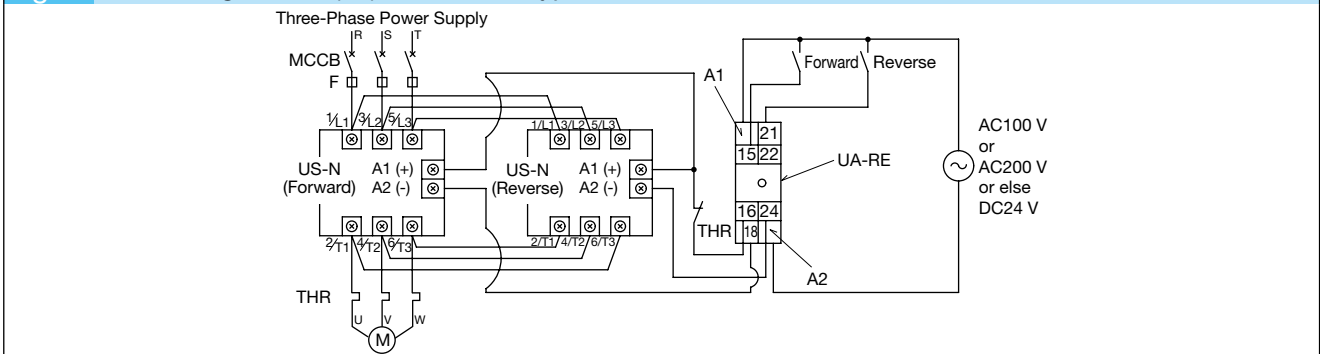 Three-Phase Power Supply
R S T
MCCB
F
1/L1 3/L2 5/L3
US-N
(Forward)
A1 (+)
A2 (-)
2/T1 4/T2 6/T3
THR
U V W
M
1/L1 3/L2 5/L3
US-N
(Reverse)
A1 (+)
A2 (-)
2/T1 4/T2 6/T3
THR
A1
Forward
Reverse
21
15 22
UA-RE
16 24
18
A2
AC100 V
or
AC200 V
or else
DC24 V